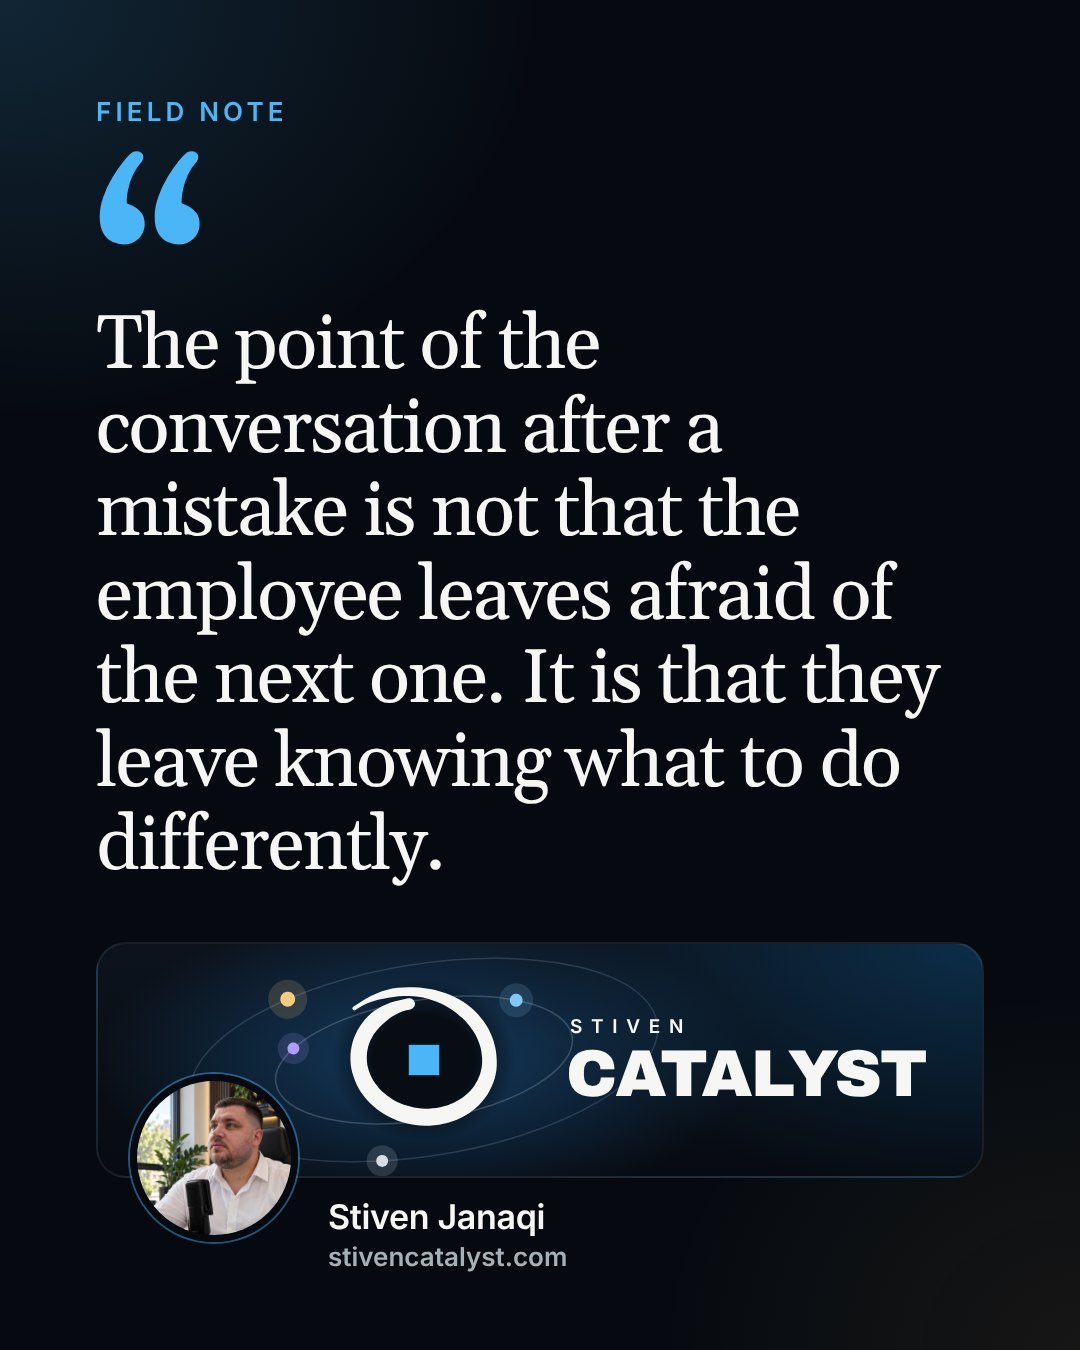 FIELD NOTE
“
The point of the
conversation after a
mistake is not that the
employee leaves afraid of
the next one. It is that they
leave knowing what to do
differently.
STIVEN
CATALYST
Stiven Janaqi
stivencatalyst.com